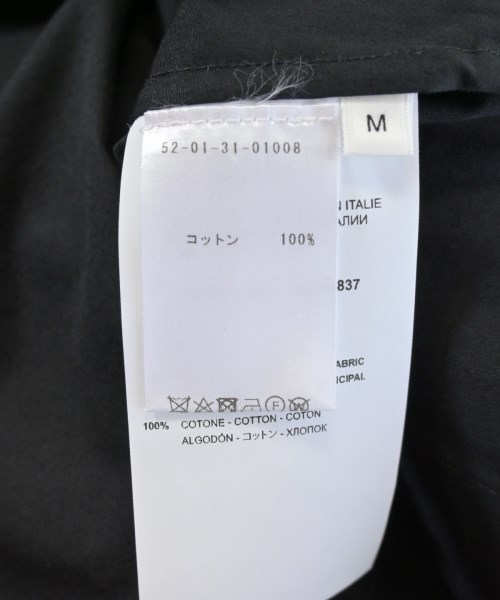 M
52-01-31-01008
コットン 100%
N ITALIE
АЛИИ
837
ABRIC
NCIPAL
F
100% COTONE - COTTON - COTON
ALGODÓN - コットン - ХЛОПОК